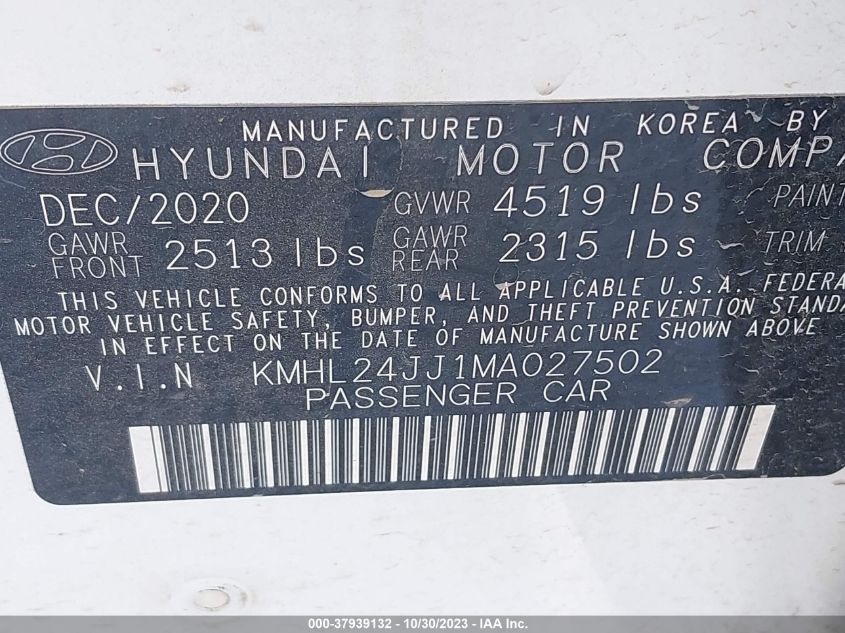 MANUFACTURED IN KOREA BY
HYUNDAI MOTOR
DEC/2020 GVWR 4519 lbs PAINT
GAWR FRONT 2513 lbs GAWR REAR 2315 lbs TRIM
THIS VEHICLE CONFORMS TO ALL APPLICABLE U.S.A. FEDERA
MOTOR VEHICLE SAFETY, BUMPER, AND THEFT PREVENTION STANDA
IN EFFECT ON THE DATE OF MANUFACTURE SHOWN ABOVE
V.I.N KMHL24JJ1MA027502
PASSENGER CAR
000-37939132 - 10/30/2023 - IAA Inc.